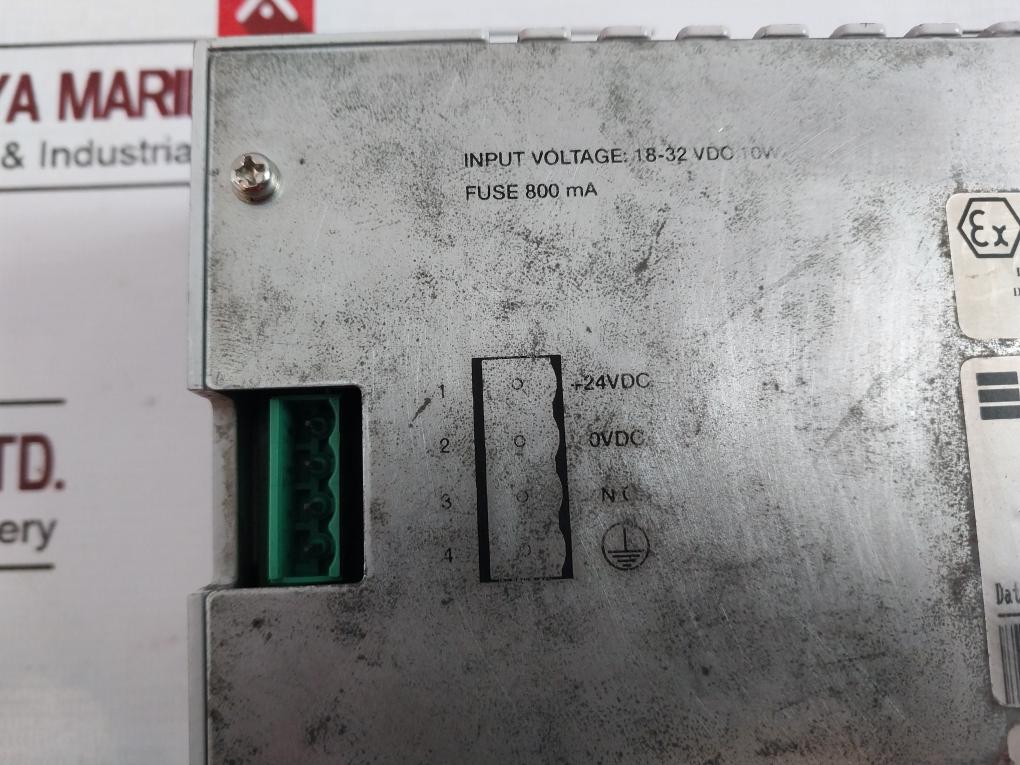 YA MARI
& Industria
INPUT VOLTAGE: 18-32 VDC 10W
FUSE 800 mA
Ex
1 +24VDC
2 0VDC
3 N
4
TD.
ery
Dat